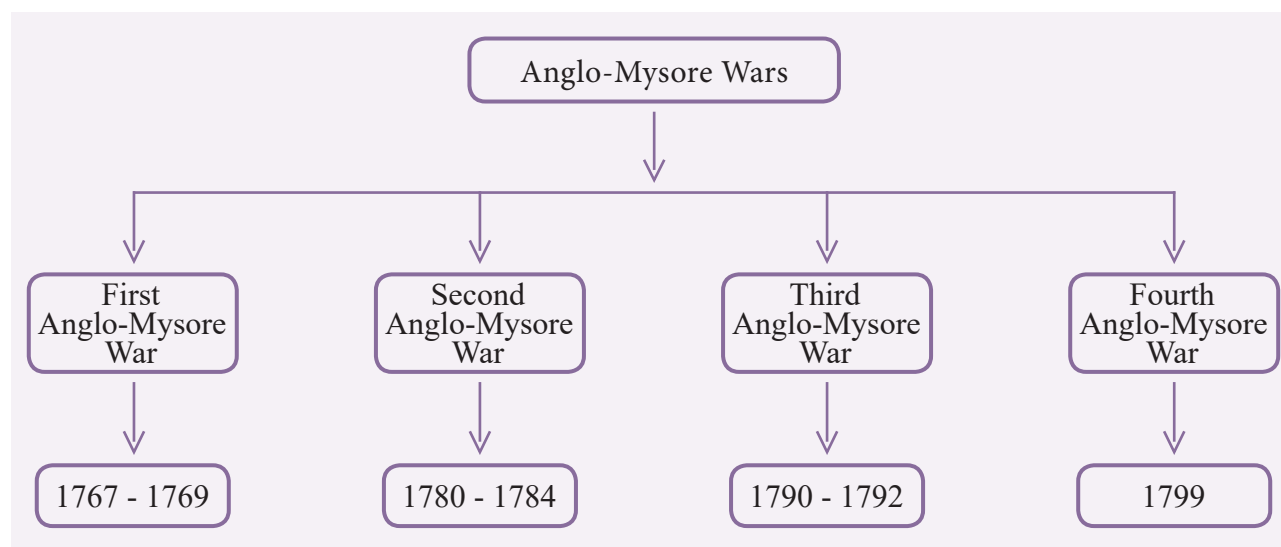 Anglo-Mysore Wars
First
Anglo-Mysore
War
Second
Anglo-Mysore
War
Third
Anglo-Mysore
War
Fourth
Anglo-Mysore
War
1767 - 1769
1780 - 1784
1790 - 1792
1799